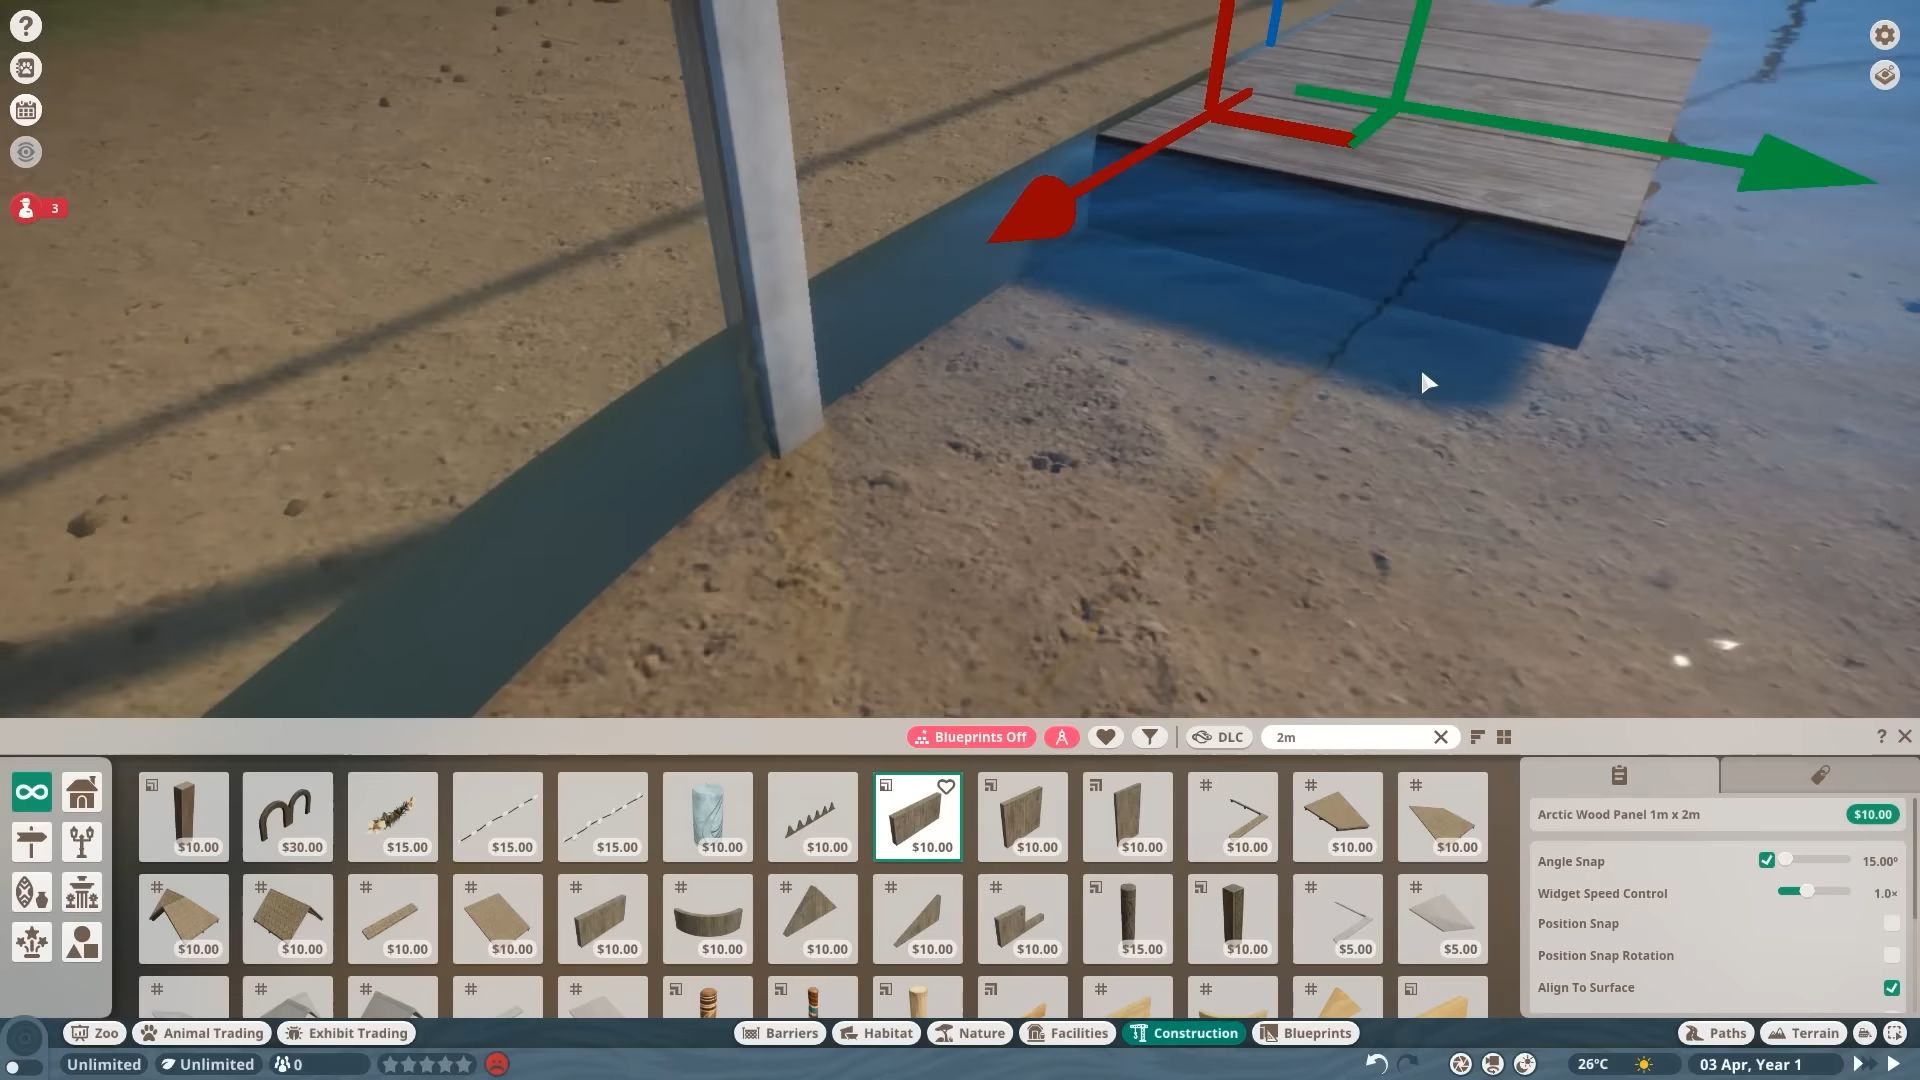 ?
3
Blueprints Off
DLC
2m
?
$10.00 $30.00 $15.00 $15.00 $15.00 $10.00 $10.00 $10.00 $10.00 $10.00 $10.00 $10.00 $10.00
$10.00 $10.00 $10.00 $10.00 $10.00 $10.00 $10.00 $10.00 $10.00 $15.00 $10.00 $5.00 $5.00
Arctic Wood Panel 1m x 2m $10.00
Angle Snap 15.00°
Widget Speed Control 1.0×
Position Snap
Position Snap Rotation
Align To Surface
Zoo Animal Trading Exhibit Trading Barriers Habitat Nature Facilities Construction Blueprints Paths Terrain
Unlimited Unlimited 0 26°C 03 Apr, Year 1